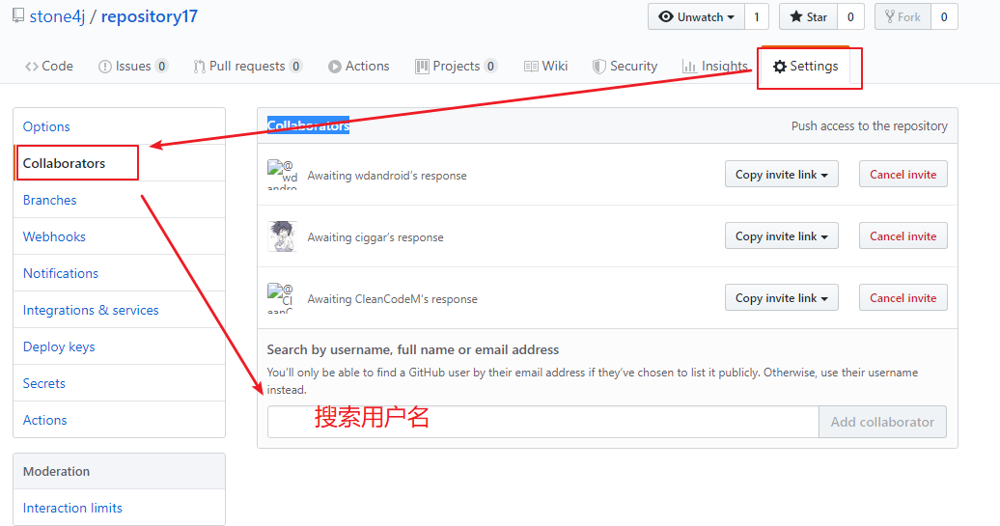 stone4j / repository17
Unwatch 1 Star 0 Fork 0
Code Issues 0 Pull requests 0 Actions Projects 0 Wiki Security Insights Settings
Options
Collaborators
Branches
Webhooks
Notifications
Integrations & services
Deploy keys
Secrets
Actions
Moderation
Interaction limits
Collaborators Push access to the repository
@wdandro Awaiting wdandroid's response Copy invite link Cancel invite
Awaiting ciggar's response Copy invite link Cancel invite
@CleanC Awaiting CleanCodeM's response Copy invite link Cancel invite
Search by username, full name or email address
You'll only be able to find a GitHub user by their email address if they've chosen to list it publicly. Otherwise, use their username
instead.
搜索用户名 Add collaborator